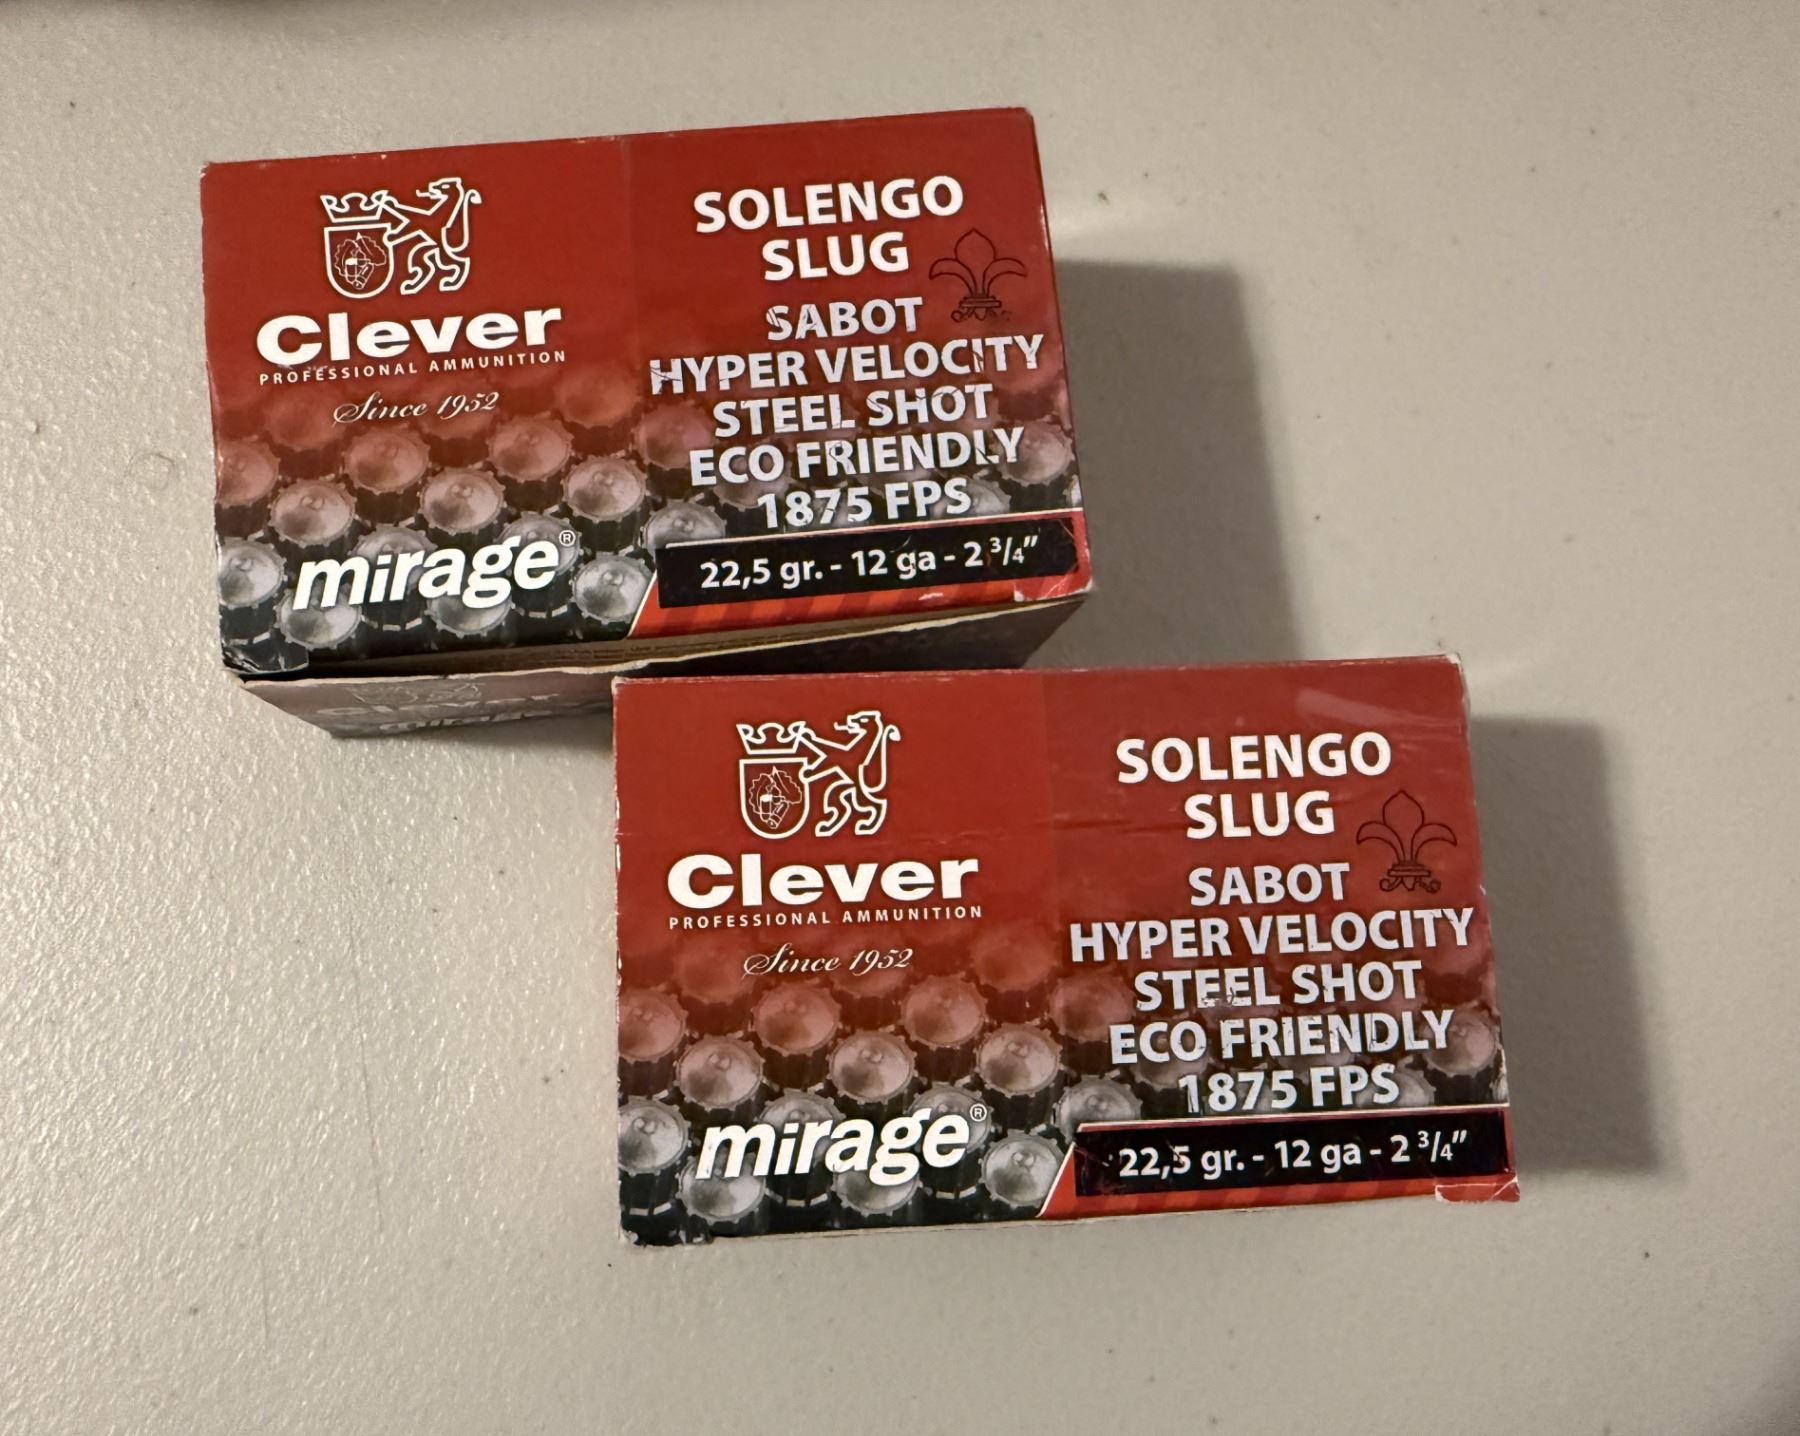 Clever
PROFESSIONAL AMMUNITION
Since 1952
mirage®
SOLENGO
SLUG
SABOT
HYPER VELOCITY
STEEL SHOT
ECO FRIENDLY
1875 FPS
22,5 gr. - 12 ga - 2 3/4"
Clever
mirage
Clever
PROFESSIONAL AMMUNITION
Since 1952
mirage®
SOLENGO
SLUG
SABOT
HYPER VELOCITY
STEEL SHOT
ECO FRIENDLY
1875 FPS
22,5 gr. - 12 ga - 2 3/4"